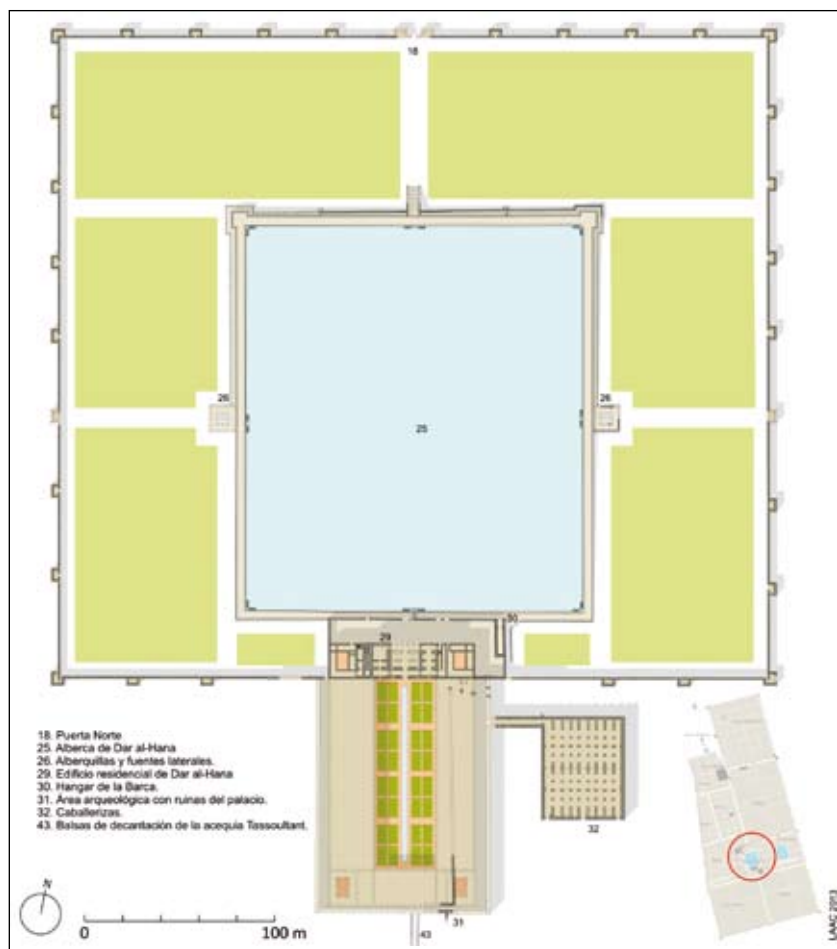 18
26
26
25
30
29
18. Puerta Norte
25. Alberca de Dar al-Hana
26. Alberquillas y fuentes laterales.
29. Edificio residencial de Dar al-Hana
30. Hangar de la Barca.
31. Área arqueológica con ruinas del palacio.
32. Caballerizas.
43. Balsas de decantación de la acequia Tassoultant.
32
N
0 100 m
31
43
LAAC 2013